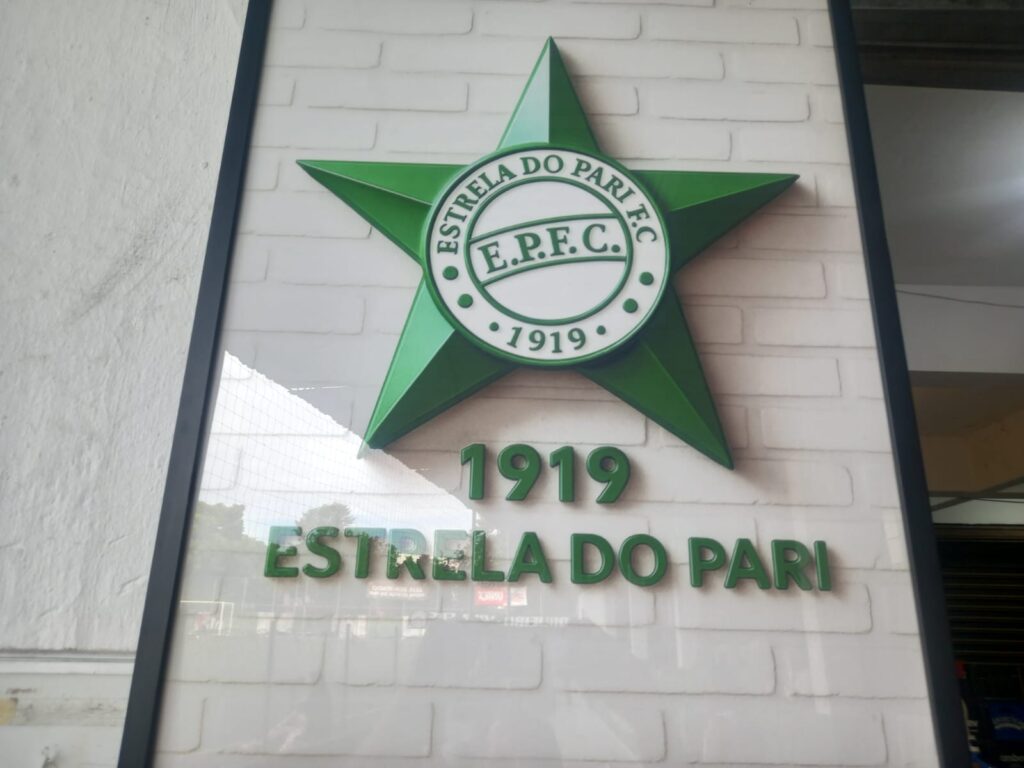 ESTRELA DO PARI F.C
E.P.F.C.
• 1919 •
1919
ESTRELA DO PARI